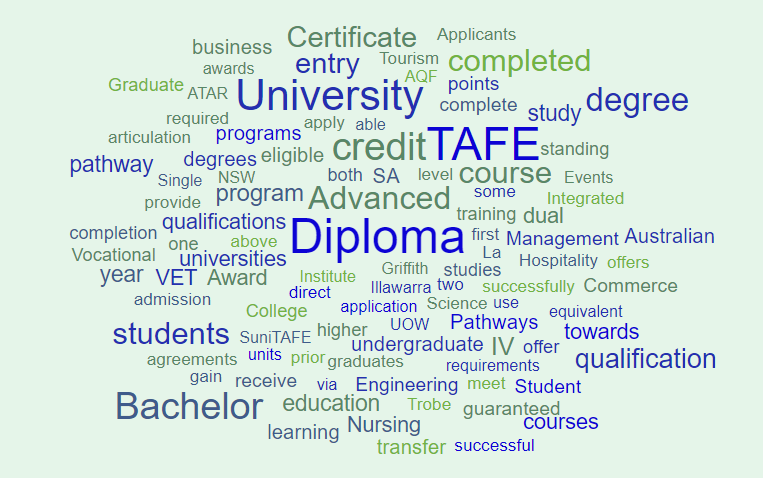 Certificate Applicants
business
entry Tourism completed
awards AQF
Graduate ATAR University points degree
complete study
required apply able
articulation programs credit TAFE standing
pathway degrees eligible
Single NSW both SA level course Events
provide program Advanced some Integrated
training dual
completion qualifications Diploma first Management Australian
one above
Vocational universities La Hospitality offers
year VET Award Institute Griffith studies
direct Illawarra two successfully Commerce
admission College application Science use equivalent
students SuniTAFE higher UOW Pathways towards
agreements units prior undergraduate IV offer qualification
graduates requirements
gain receive via Engineering meet Student
Bachelor education Trobe guaranteed
learning Nursing courses
transfer successful